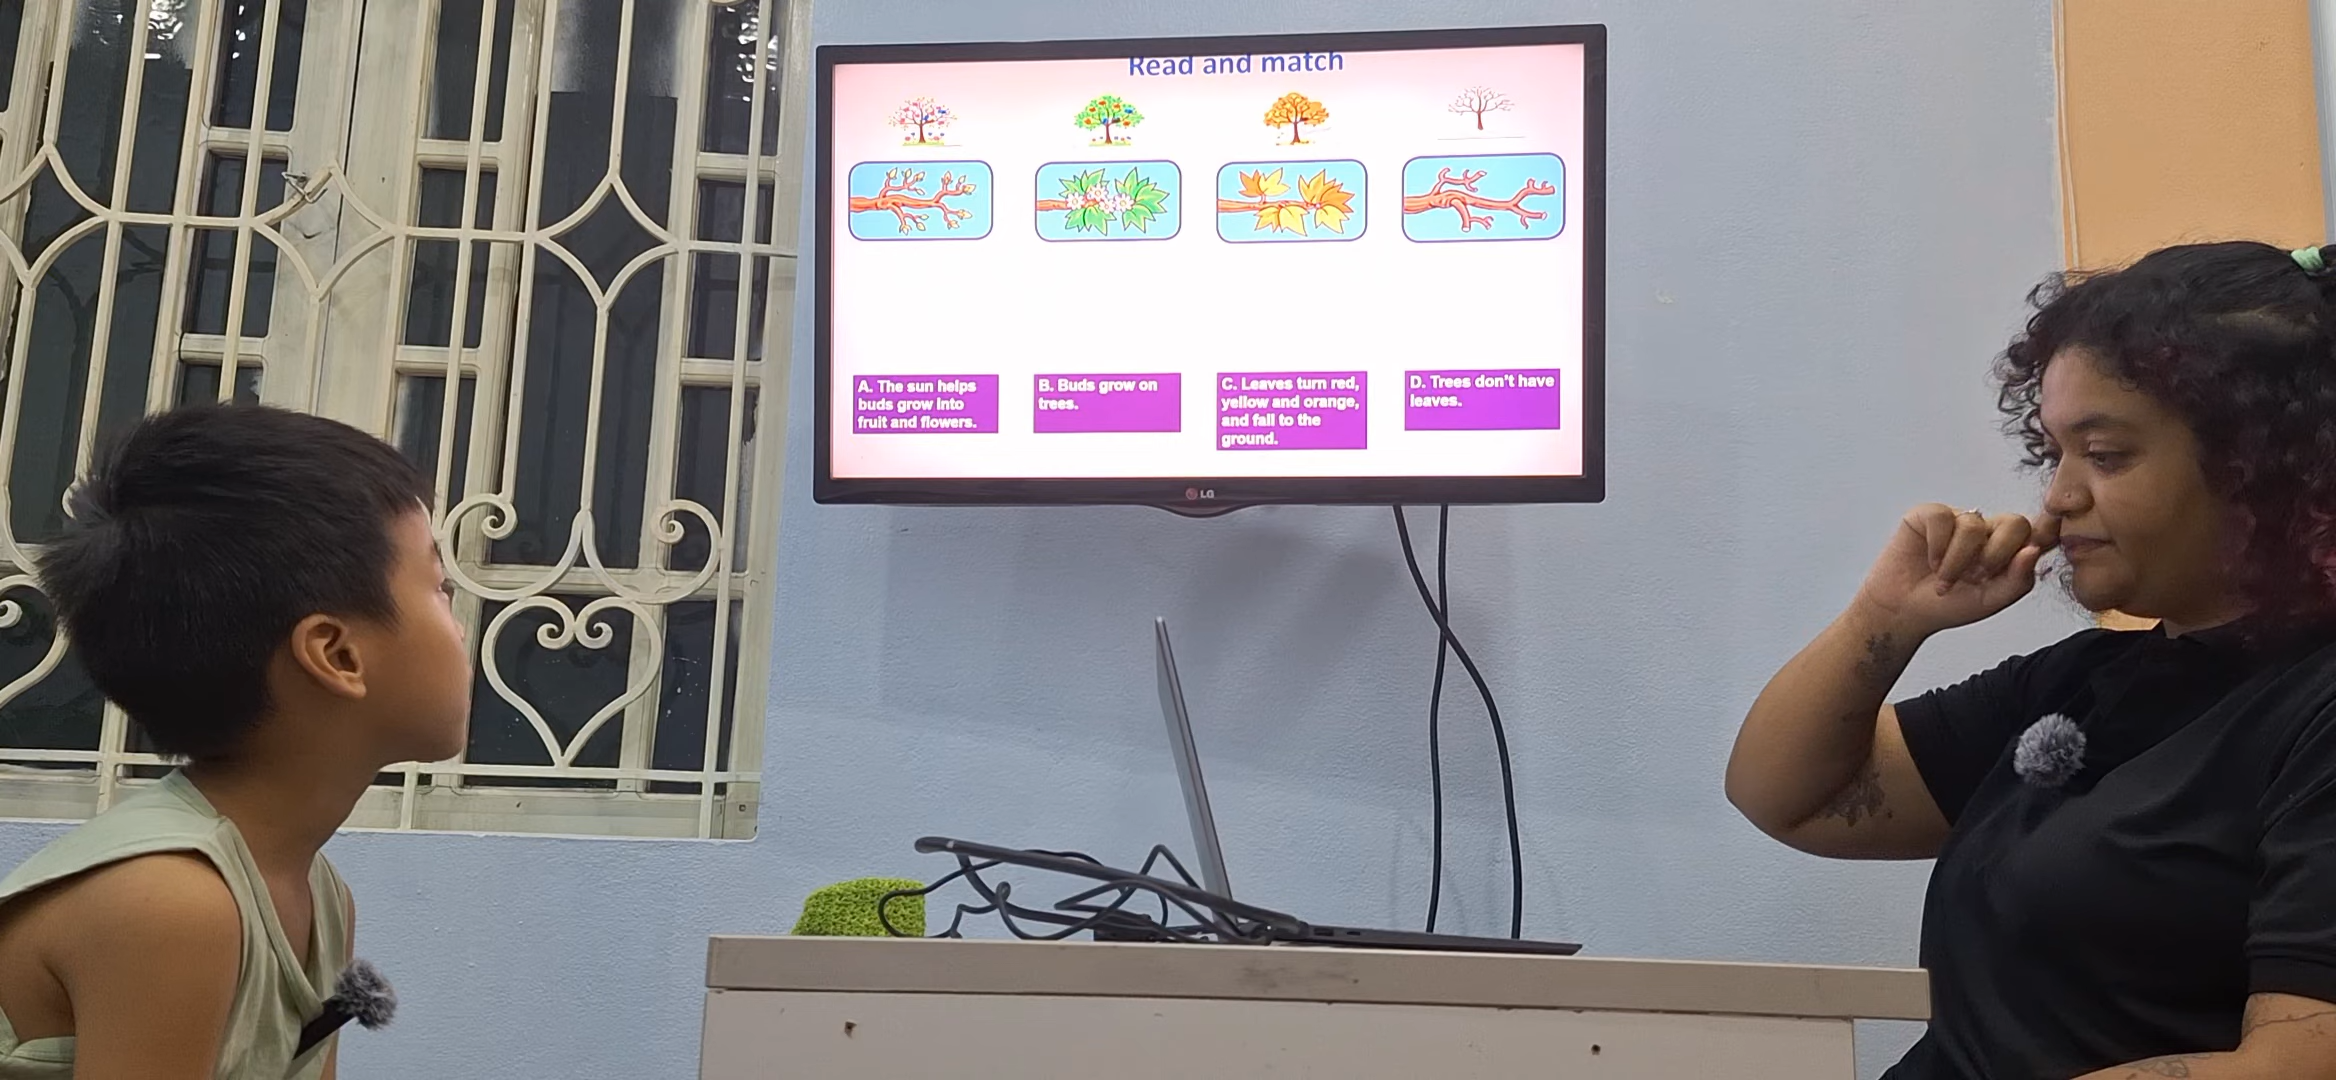 Read and match
A. The sun helps
buds grow into
fruit and flowers.
B. Buds grow on
trees.
C. Leaves turn red,
yellow and orange,
and fall to the
ground.
D. Trees don't have
leaves.
LG